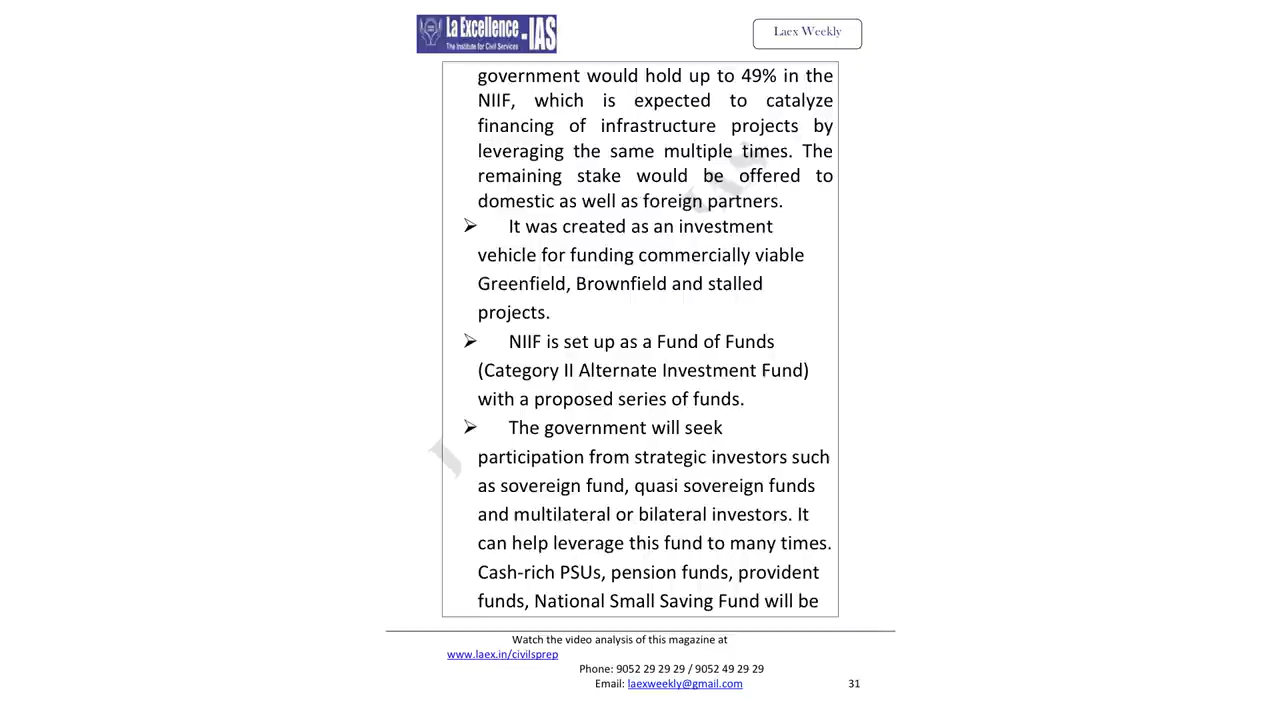 La Excellence -IAS
The Institute for Civil Services
Laex Weekly
government would hold up to 49% in the
NIIF, which is expected to catalyze
financing of infrastructure projects by
leveraging the same multiple times. The
remaining stake would be offered to
domestic as well as foreign partners.
➢ It was created as an investment
vehicle for funding commercially viable
Greenfield, Brownfield and stalled
projects.
➢ NIIF is set up as a Fund of Funds
(Category II Alternate Investment Fund)
with a proposed series of funds.
➢ The government will seek
participation from strategic investors such
as sovereign fund, quasi sovereign funds
and multilateral or bilateral investors. It
can help leverage this fund to many times.
Cash-rich PSUs, pension funds, provident
funds, National Small Saving Fund will be
Watch the video analysis of this magazine at
www.laex.in/civilsprep
Phone: 9052 29 29 29 / 9052 49 29 29
Email: laexweekly@gmail.com 31